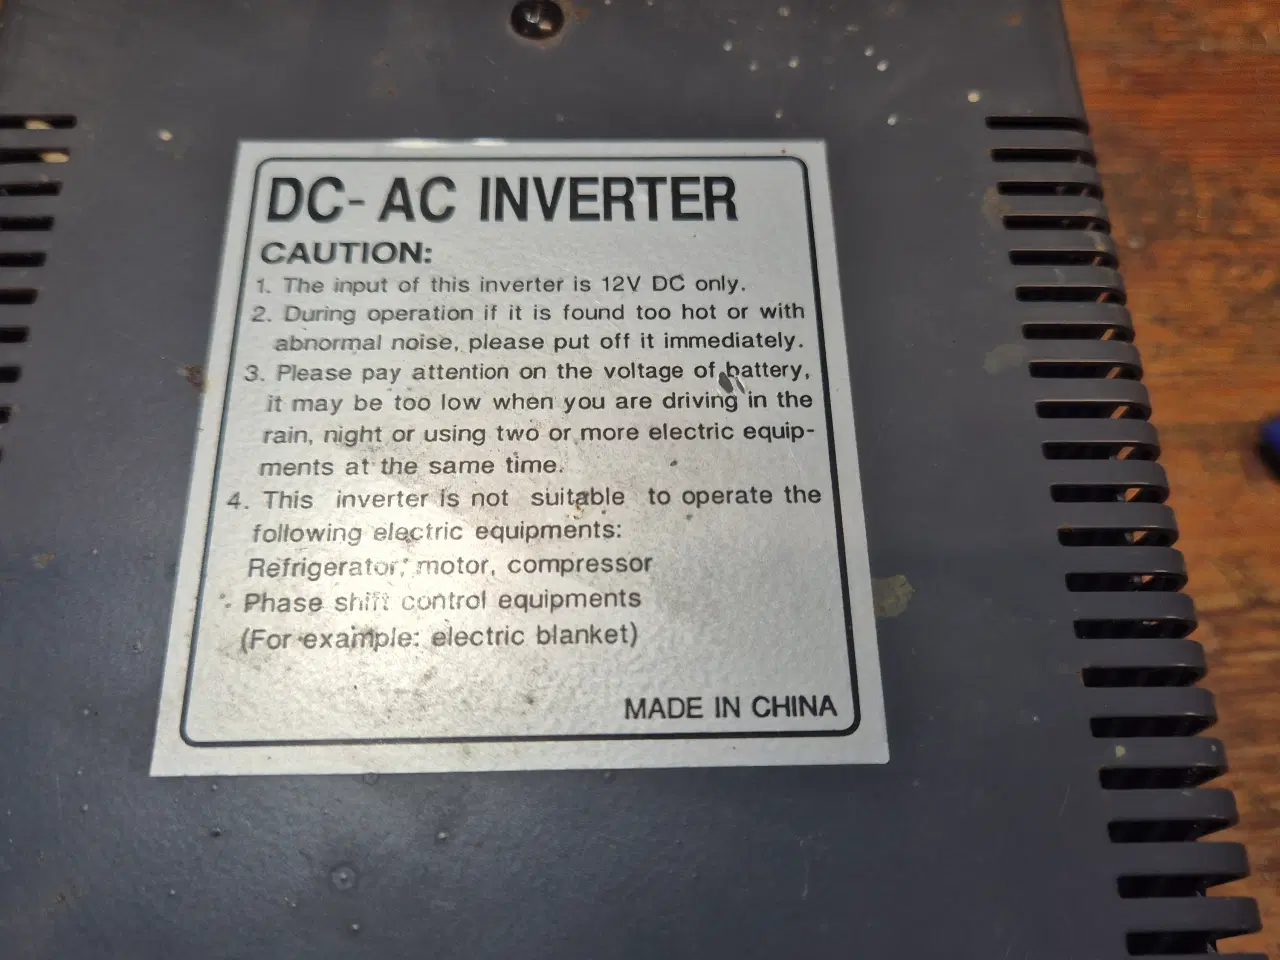 DC- AC INVERTER
CAUTION:
1. The input of this inverter is 12V DC only.
2. During operation if it is found too hot or with
abnormal noise, please put off it immediately.
3. Please pay attention on the voltage of battery,
it may be too low when you are driving in the
rain, night or using two or more electric equip-
ments at the same time.
4. This inverter is not suitable to operate the
following electric equipments:
Refrigerator, motor, compressor
Phase shift control equipments
(For example: electric blanket)
MADE IN CHINA